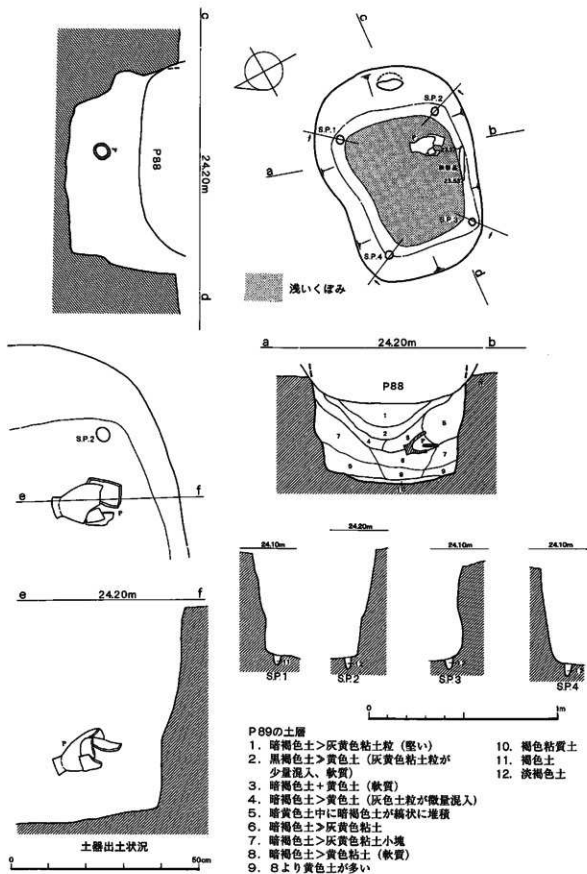 c
P
P88
24.20m
d
c
S.P.2
S.P.1
f
b
a
S.P.3
S.P.4
d
浅いくぼみ
a 24.20m b
P88
1
2
3
4
5
6
7
7
8
9
9
S.P.2
e f
P
e 24.20m f
P
土器出土状況
0 50cm
24.10m
24.20m
24.10m
24.10m
S.P.1
S.P.2
S.P.3
S.P.4
0 1m
P89の土層
1. 暗褐色土>灰黄色粘土粒(堅い)
2. 黒褐色土≫黄色土(灰黄色粘土粒が
少量混入、軟質)
3. 暗褐色土+黄色土(軟質)
4. 暗褐色土>黄色土(灰色土粒が微量混入)
5 暗黄色土中に暗褐色土が縞状に堆積
6. 暗褐色土≫灰黄色粘土
7. 暗褐色土>灰黄色粘土小塊
8. 暗褐色土>黄色粘土(軟質)
9. 8より黄色土が多い
10. 褐色粘質土
11. 褐色土
12. 淡褐色土